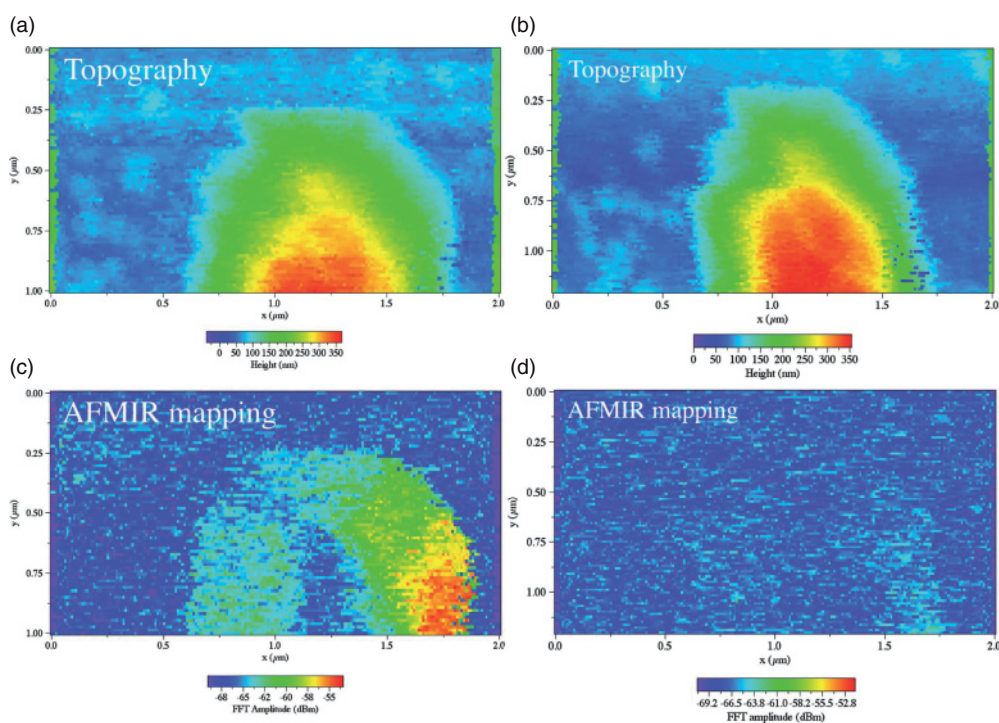 (a)
Topography
0.00
0.25
0.50
0.75
1.00
y (μm)
0.0 0.5 1.0 1.5 2.0
x (μm)
0 50 100 150 200 250 300 350
Height (nm)
(b)
Topography
0.00
0.25
0.50
0.75
1.00
y (μm)
0.0 0.5 1.0 1.5 2.0
x (μm)
0 50 100 150 200 250 300 350
Height (nm)
(c)
AFMIR mapping
0.00
0.25
0.50
0.75
1.00
y (μm)
0.0 0.5 1.0 1.5 2.0
x (μm)
-68 -65 -62 -60 -58 -55
FFT Amplitude (dBm)
(d)
AFMIR mapping
0.00
0.25
0.50
0.75
1.00
y (μm)
0.0 0.5 1.0 1.5 2.0
x (μm)
-69.2 -66.5 -63.8 -61.0 -58.2 -55.5 -52.8
FFT amplitude (dBm)